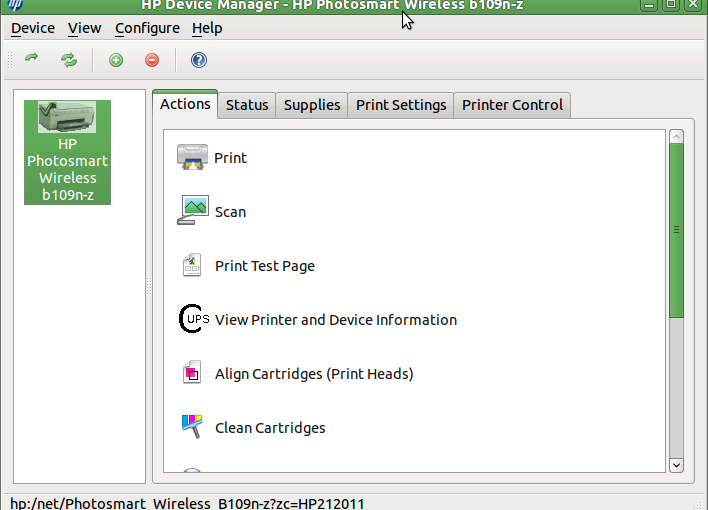 HP Device Manager - HP Photosmart Wireless b109n-z
Device View Configure Help
Actions Status Supplies Print Settings Printer Control
HP
Photosmart
Wireless
b109n-z
Print
Scan
Print Test Page
CUPS View Printer and Device Information
Align Cartridges (Print Heads)
Clean Cartridges
hp:/net/Photosmart_Wireless_B109n-z?zc=HP212011